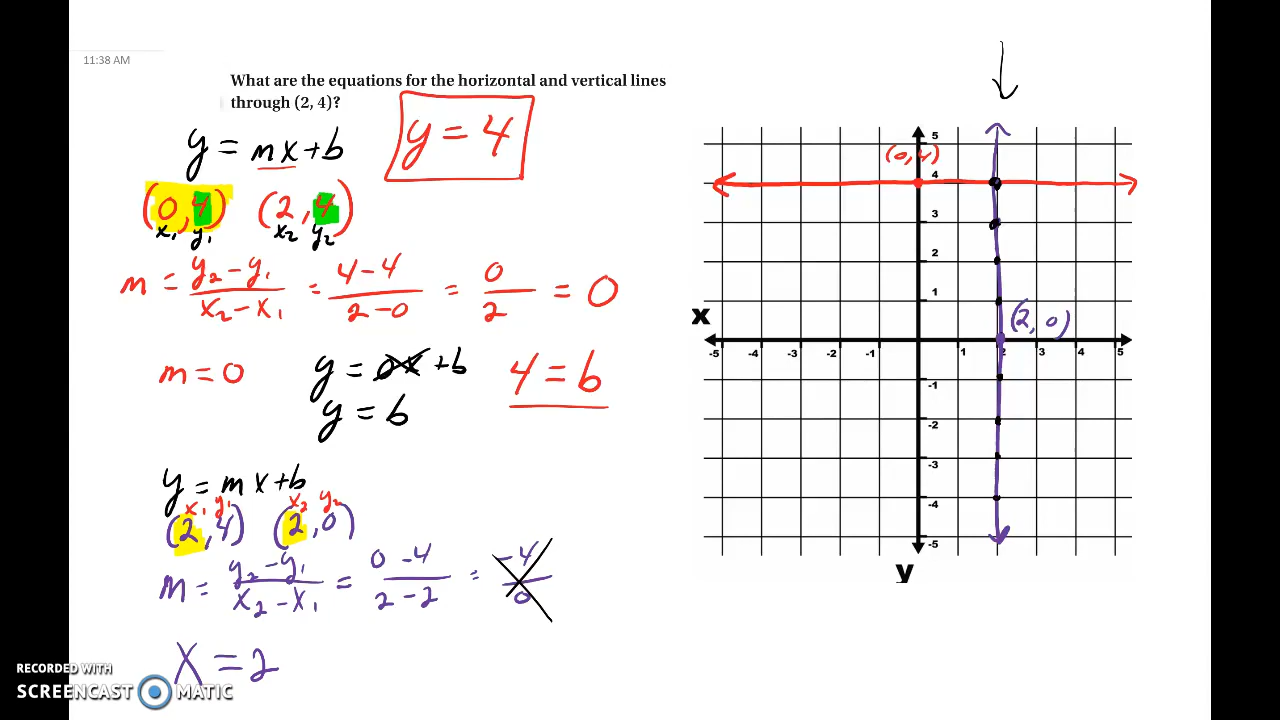 11:38 AM
What are the equations for the horizontal and vertical lines
through (2, 4)?
y = mx + b
y = 4
(0, 4) (2, 4)
x₁ y₁ x₂ y₂
m = y₂ - y₁ / x₂ - x₁ = 4 - 4 / 2 - 0 = 0 / 2 = 0
m = 0
y = 0x + b
y = b
4 = b
y = mx + b
x₁ y₁ x₂ y₂
(2, 4) (2, 0)
m = y₂ - y₁ / x₂ - x₁ = 0 - 4 / 2 - 2 = -4 / 0
x = 2
5
(0, 4)
4
3
2
1
(2, 0)
x
-5 -3 -2 -1 1 2 3 4 5
-1
-2
-3
-4
-5
y
RECORDED WITH
SCREENCAST MATIC